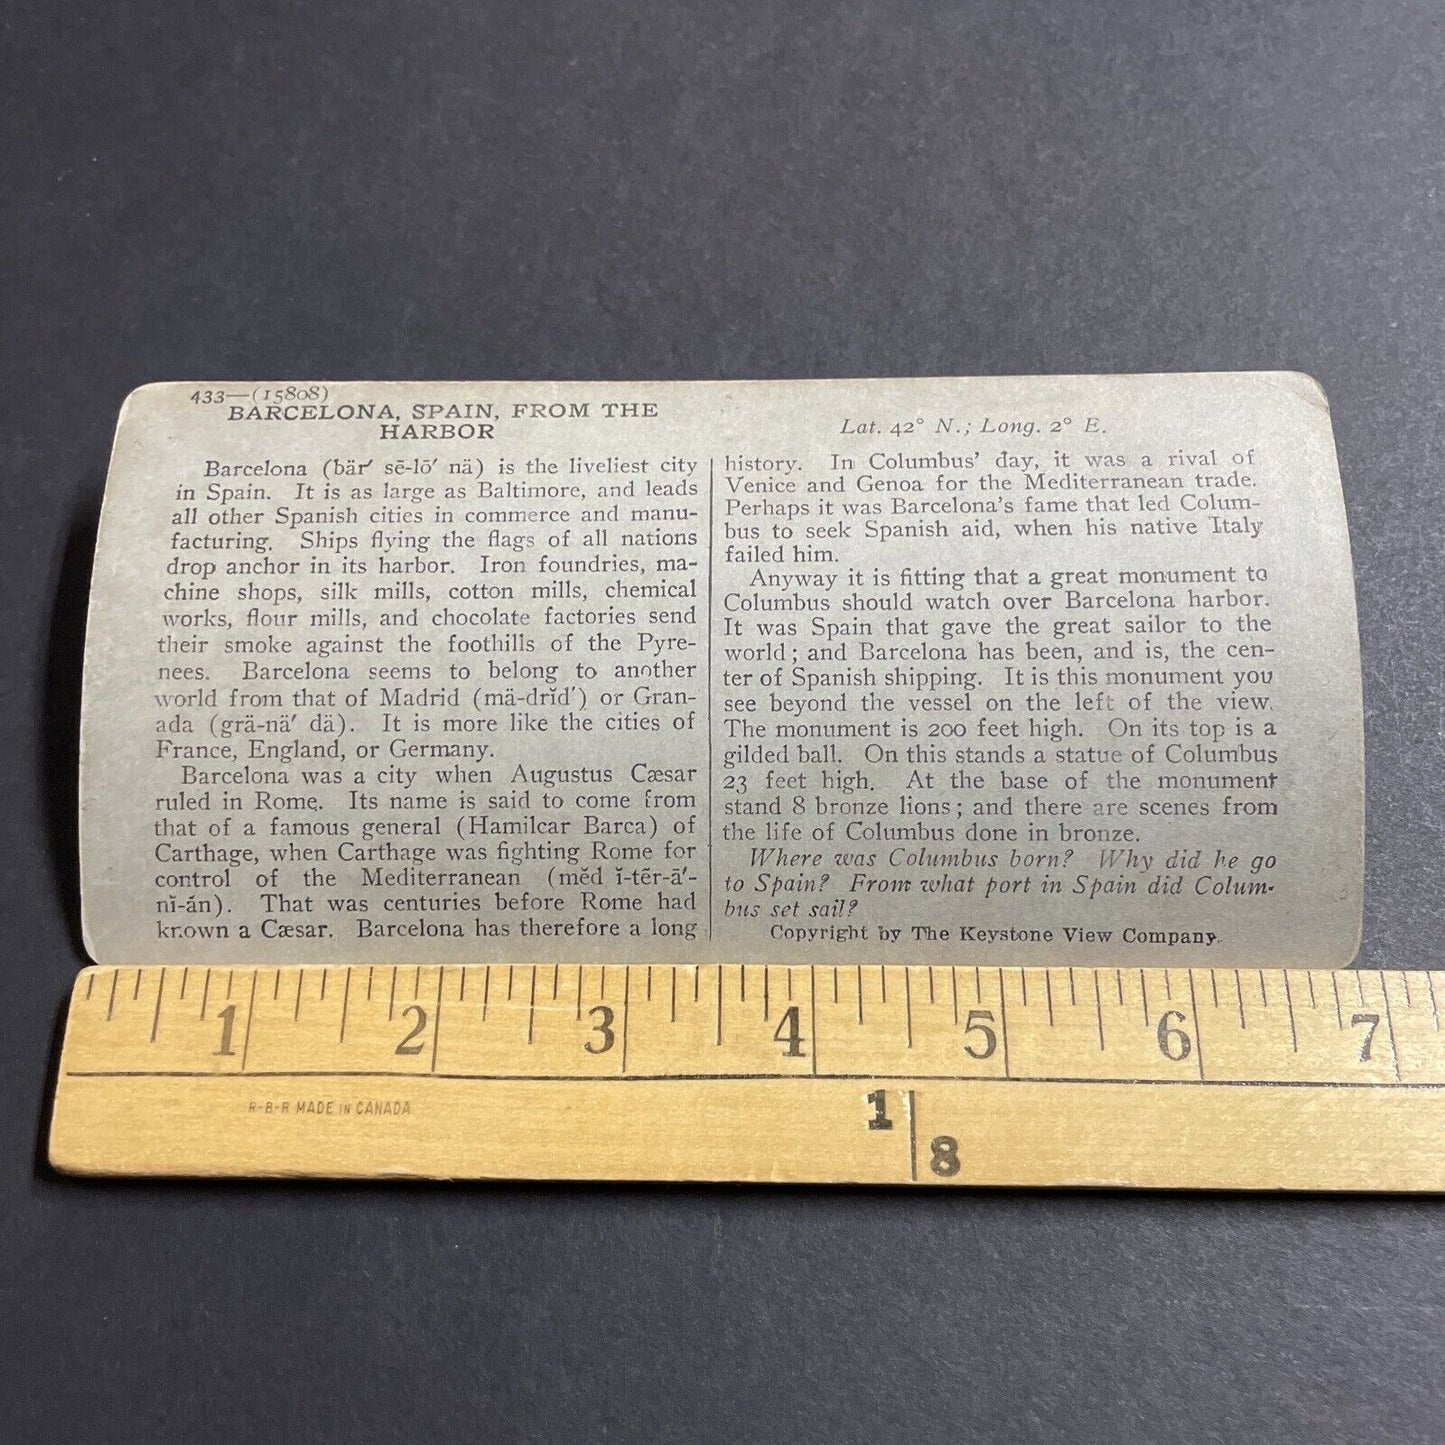 433—(15808)
BARCELONA, SPAIN, FROM THE
HARBOR
Barcelona (bär′ sē-lō′ nä) is the liveliest city
in Spain. It is as large as Baltimore, and leads
all other Spanish cities in commerce and manu-
facturing. Ships flying the flags of all nations
drop anchor in its harbor. Iron foundries, ma-
chine shops, silk mills, cotton mills, chemical
works, flour mills, and chocolate factories send
their smoke against the foothills of the Pyre-
nees. Barcelona seems to belong to another
world from that of Madrid (mä-drĭd′) or Gran-
ada (grä-nä′ dä). It is more like the cities of
France, England, or Germany.
Barcelona was a city when Augustus Cæsar
ruled in Rome. Its name is said to come from
that of a famous general (Hamilcar Barca) of
Carthage, when Carthage was fighting Rome for
control of the Mediterranean (mĕd ĭ-tẽr-ā′-
nĭ-án). That was centuries before Rome had
known a Cæsar. Barcelona has therefore a long
Lat. 42° N.; Long. 2° E.
history. In Columbus' day, it was a rival of
Venice and Genoa for the Mediterranean trade.
Perhaps it was Barcelona's fame that led Colum-
bus to seek Spanish aid, when his native Italy
failed him.
Anyway it is fitting that a great monument to
Columbus should watch over Barcelona harbor.
It was Spain that gave the great sailor to the
world; and Barcelona has been, and is, the cen-
ter of Spanish shipping. It is this monument you
see beyond the vessel on the left of the view.
The monument is 200 feet high. On its top is a
gilded ball. On this stands a statue of Columbus
23 feet high. At the base of the monument
stand 8 bronze lions; and there are scenes from
the life of Columbus done in bronze.
Where was Columbus born? Why did he go
to Spain? From what port in Spain did Colum-
bus set sail?
Copyright by The Keystone View Company.
1 2 3 4 5 6 7
R-B-R MADE IN CANADA
1
8